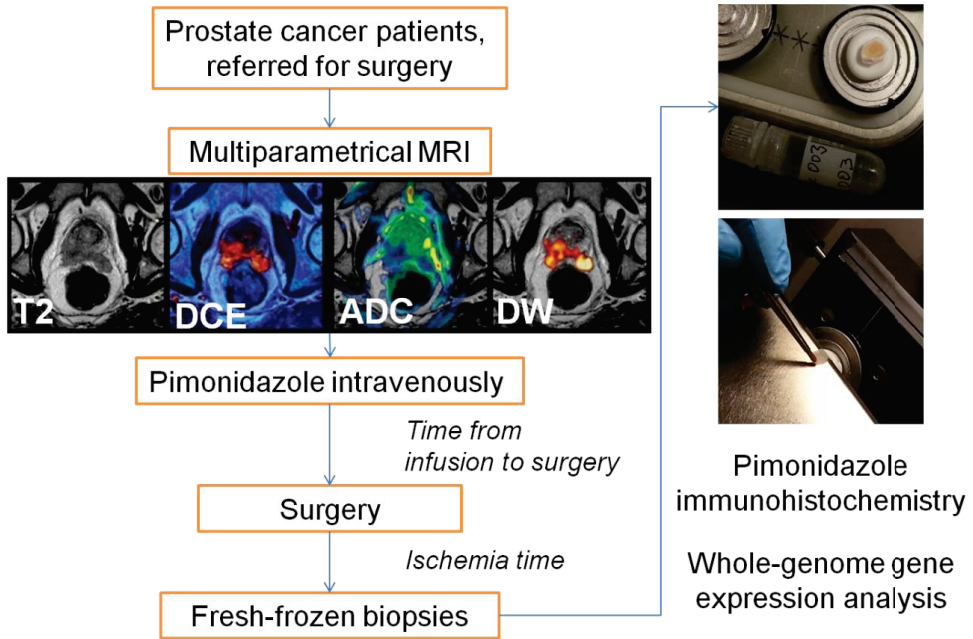 Prostate cancer patients,
referred for surgery
Multiparametrical MRI
T2
DCE
ADC
DW
Pimonidazole intravenously
Time from
infusion to surgery
Surgery
Ischemia time
Fresh-frozen biopsies
003
003
Pimonidazole
immunohistochemistry
Whole-genome gene
expression analysis